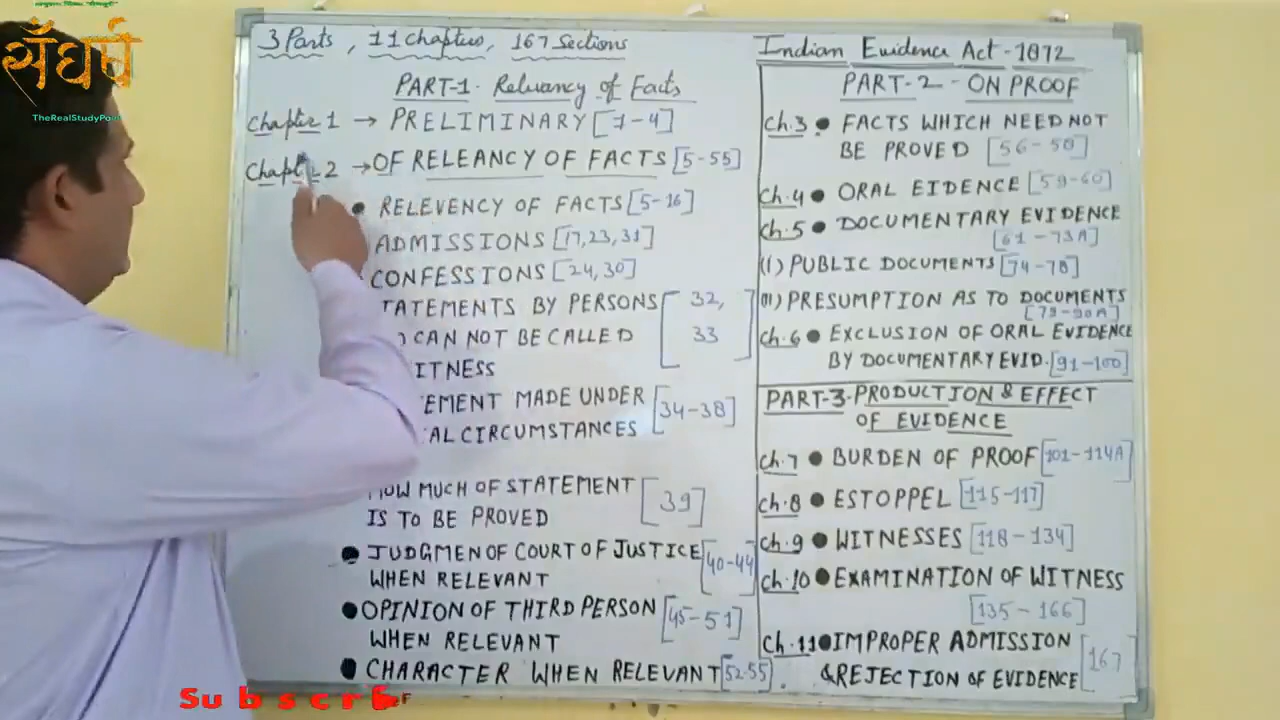 संघर्ष
TheRealStudyPoint
3 Parts, 11 Chapters, 167 Sections
PART-1. Relevancy of Facts
Chapter 1 → PRELIMINARY [1-4]
Chapter 2 → OF RELEANCY OF FACTS [5-55]
• RELEVENCY OF FACTS [5-16]
ADMISSIONS [17,23,31]
CONFESSIONS [24,30]
TATEMENTS BY PERSONS [32,
O CAN NOT BE CALLED 33]
ITNESS
EMENT MADE UNDER [34-38]
AL CIRCUMSTANCES
HOW MUCH OF STATEMENT [39]
IS TO BE PROVED
• JUDGMEN OF COURT OF JUSTICE [40-44]
WHEN RELEVANT
• OPINION OF THIRD PERSON [45-51]
WHEN RELEVANT
• CHARACTER WHEN RELEVANT [52-55]
Indian Evidence Act-1872
PART-2-ON PROOF
Ch.3 • FACTS WHICH NEED NOT
BE PROVED [56-58]
Ch.4 • ORAL EIDENCE [59-60]
Ch.5 • DOCUMENTARY EVIDENCE
[61-73A]
(I) PUBLIC DOCUMENTS [74-78]
(II) PRESUMPTION AS TO DOCUMENTS
[79-90A]
Ch.6 • EXCLUSION OF ORAL EVIDENCE
BY DOCUMENTARY EVID. [91-100]
PART-3-PRODUCTION & EFFECT
OF EVIDENCE
Ch.7 • BURDEN OF PROOF [101-114A]
Ch.8 • ESTOPPEL [115-117]
Ch.9 • WITNESSES [118-134]
Ch.10 • EXAMINATION OF WITNESS
[135-166]
Ch.11 • IMPROPER ADMISSION [167]
& REJECTION OF EVIDENCE